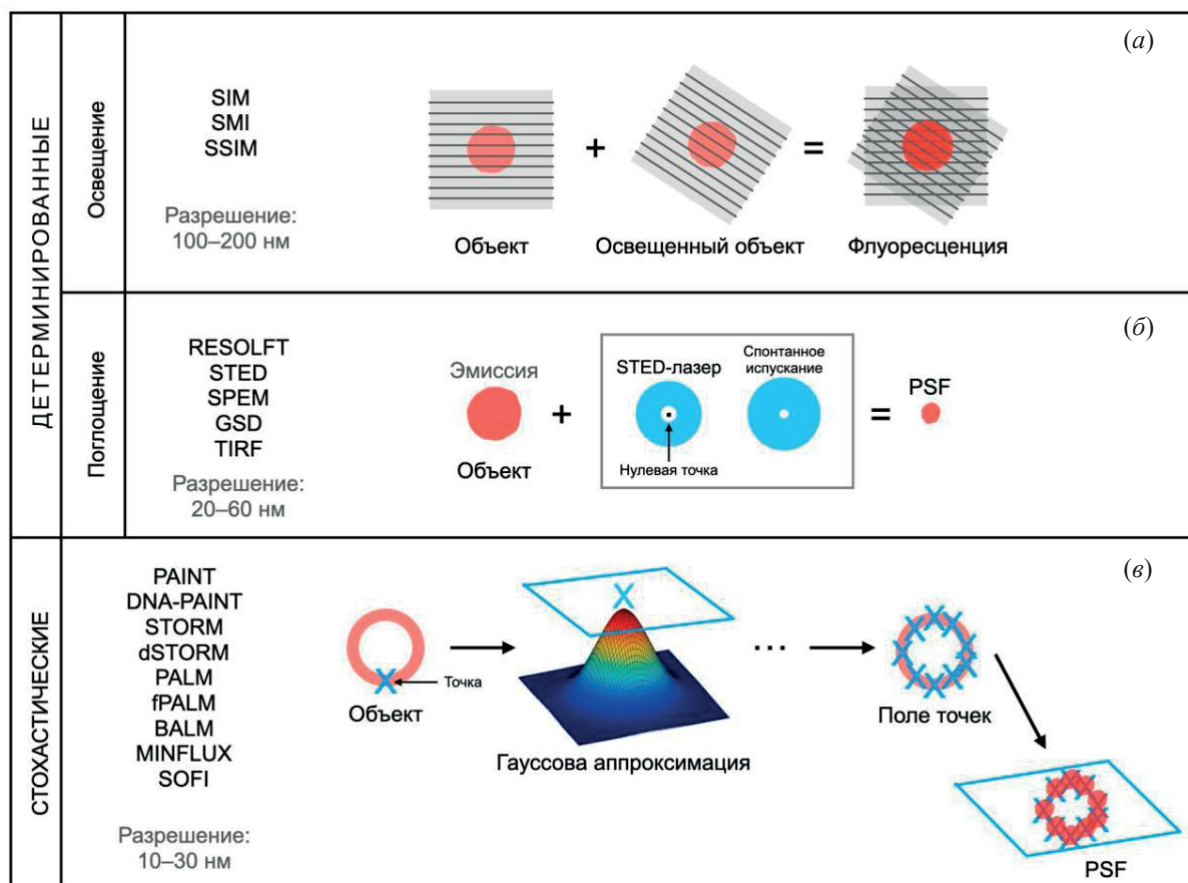 ДЕТЕРМИНИРОВАННЫЕ
Освещение
SIM
SMI
SSIM
Разрешение:
100–200 нм
(а)
+
=
Объект
Освещенный объект
Флуоресценция
Поглощение
RESOLFT
STED
SPEM
GSD
TIRF
Разрешение:
20–60 нм
(б)
Эмиссия
Объект
+
STED-лазер
Спонтанное
испускание
Нулевая точка
=
PSF
СТОХАСТИЧЕСКИЕ
PAINT
DNA-PAINT
STORM
dSTORM
PALM
fPALM
BALM
MINFLUX
SOFI
Разрешение:
10–30 нм
(в)
Точка
Объект
Гауссова аппроксимация
...
Поле точек
PSF